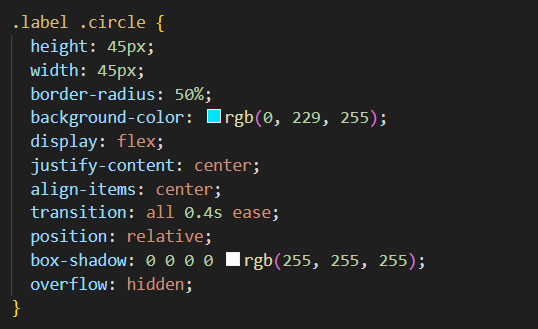 .label .circle {
height: 45px;
width: 45px;
border-radius: 50%;
background-color: rgb(0, 229, 255);
display: flex;
justify-content: center;
align-items: center;
transition: all 0.4s ease;
position: relative;
box-shadow: 0 0 0 0 rgb(255, 255, 255);
overflow: hidden;
}